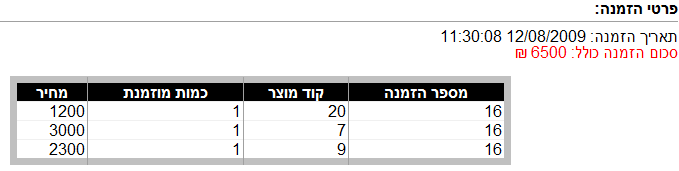 פרטי הזמנה:
תאריך הזמנה: 12/08/2009 11:30:08
סכום הזמנה כולל: 6500 ₪
מספר הזמנה קוד מוצר כמות מוזמנת מחיר
16 20 1 1200
16 7 1 3000
16 9 1 2300